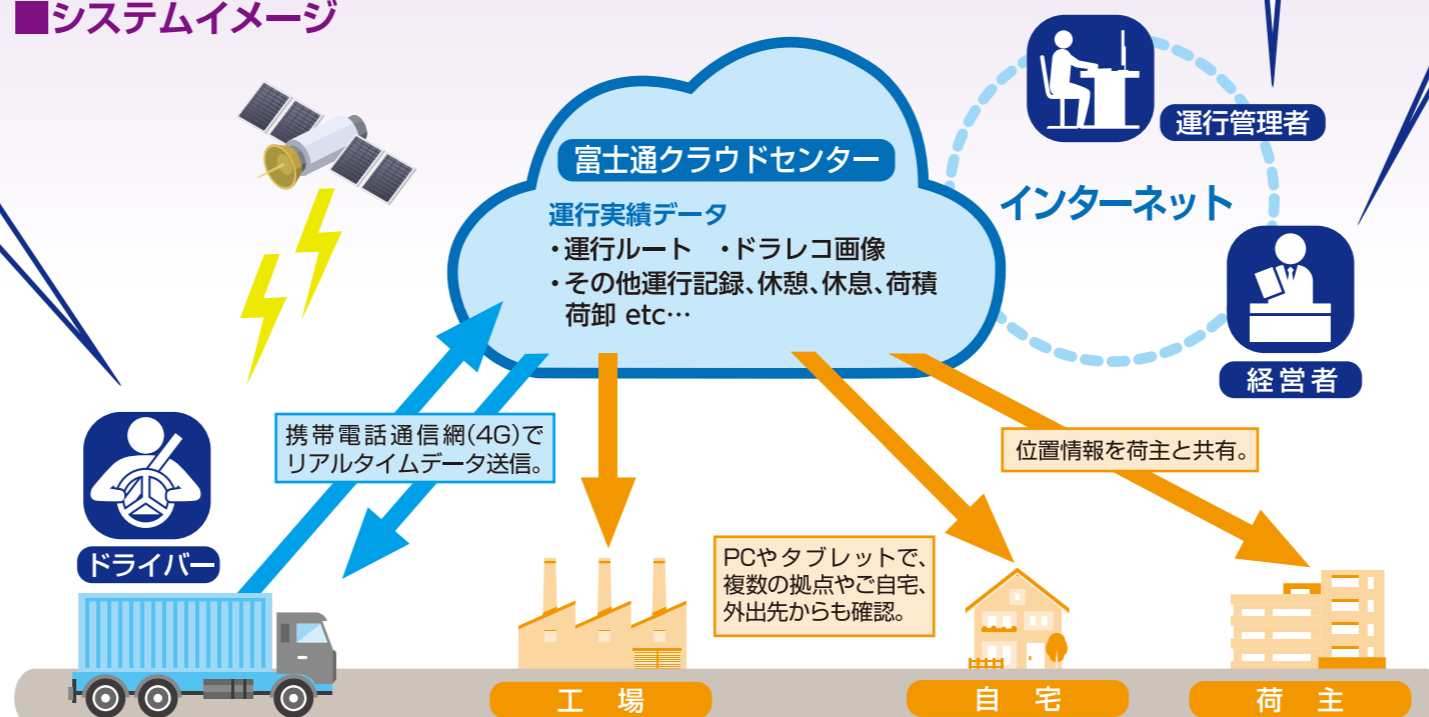 ■システムイメージ
運行管理者
富士通クラウドセンター
運行実績データ
・運行ルート ・ドラレコ画像
・その他運行記録、休憩、休息、荷積
荷卸 etc…
インターネット
経営者
携帯電話通信網(4G)で
リアルタイムデータ送信。
位置情報を荷主と共有。
ドライバー
PCやタブレットで、
複数の拠点やご自宅、
外出先からも確認。
工場
自宅
荷主